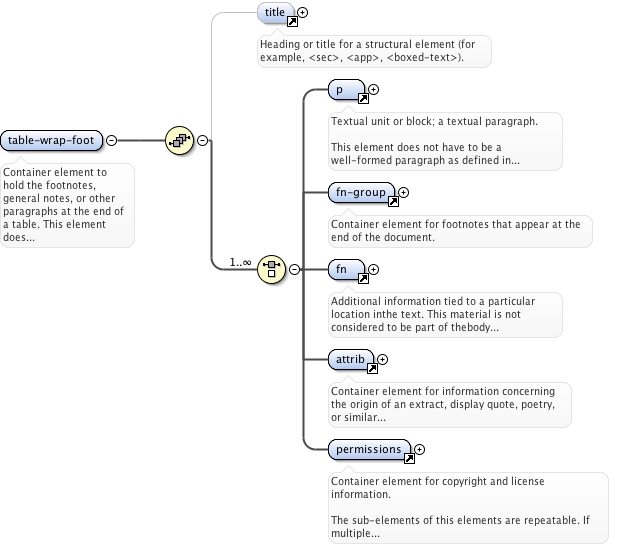 title
Heading or title for a structural element (for
example, <sec>, <app>, <boxed-text>).
table-wrap-foot
Container element to
hold the footnotes,
general notes, or other
paragraphs at the end of
a table. This element
does...
1..∞
p
Textual unit or block; a textual paragraph.
This element does not have to be a
well-formed paragraph as defined in...
fn-group
Container element for footnotes that appear at the
end of the document.
fn
Additional information tied to a particular
location inthe text. This material is not
considered to be part of thebody...
attrib
Container element for information concerning
the origin of an extract, display quote, poetry,
or similar...
permissions
Container element for copyright and license
information.
The sub-elements of this elements are repeatable. If
multiple...